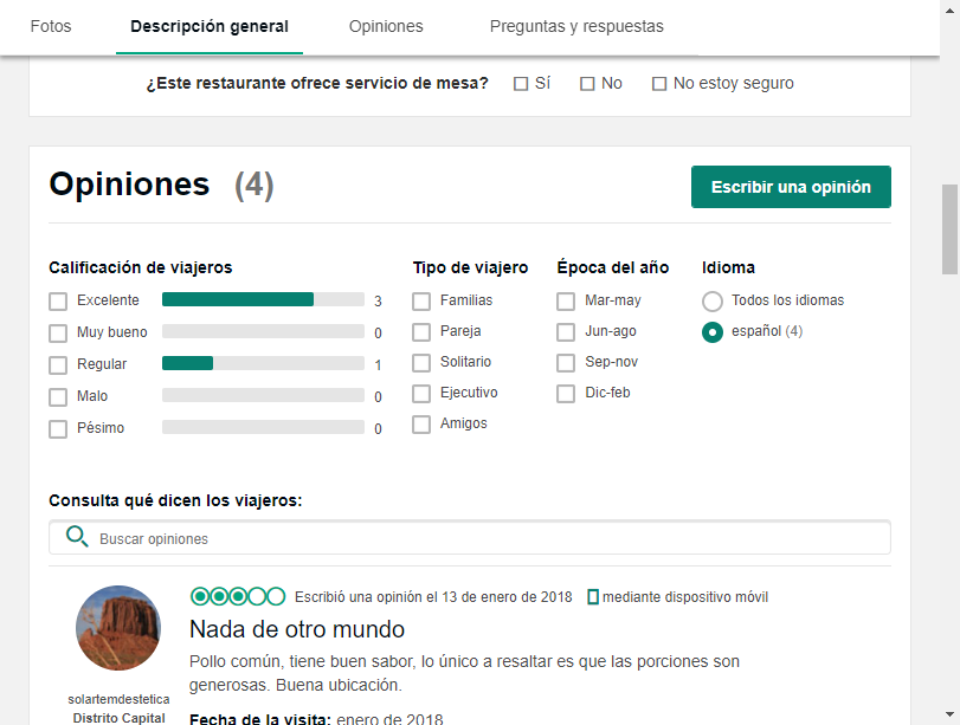 Fotos Descripción general Opiniones Preguntas y respuestas
¿Este restaurante ofrece servicio de mesa? Sí No No estoy seguro
Opiniones (4) Escribir una opinión
Calificación de viajeros Tipo de viajero Época del año Idioma
Excelente 3 Familias Mar-may Todos los idiomas
Muy bueno 0 Pareja Jun-ago español (4)
Regular 1 Solitario Sep-nov
Malo 0 Ejecutivo Dic-feb
Pésimo 0 Amigos
Consulta qué dicen los viajeros:
Buscar opiniones
Escribió una opinión el 13 de enero de 2018 mediante dispositivo móvil
Nada de otro mundo
Pollo común, tiene buen sabor, lo único a resaltar es que las porciones son
generosas. Buena ubicación.
solartemdestetica
Distrito Capital
Fecha de la visita: enero de 2018